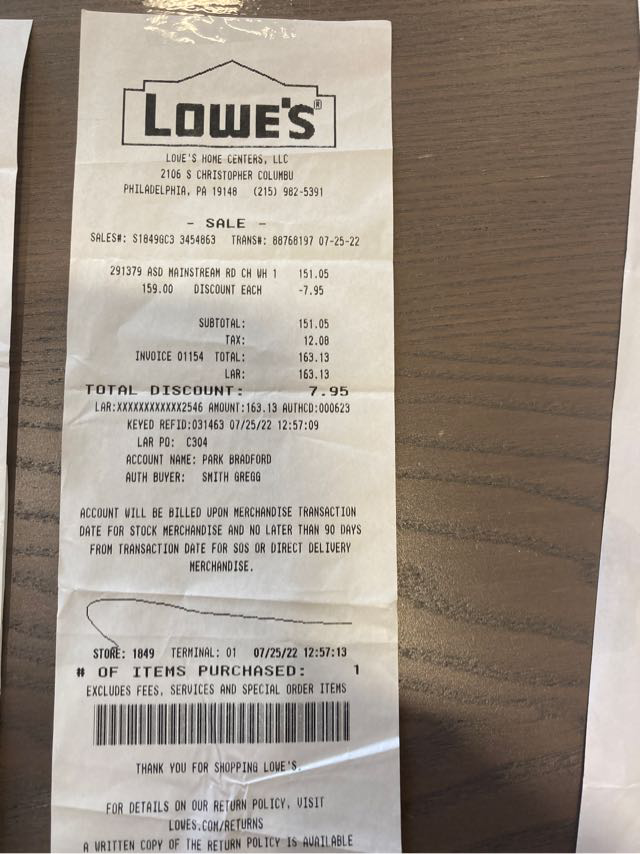 LOWE'S®
LOWE'S HOME CENTERS, LLC
2106 S CHRISTOPHER COLUMBU
PHILADELPHIA, PA 19148 (215) 982-5391
- SALE -
SALES#: S1849GC3 3454863 TRANS#: 88768197 07-25-22
291379 ASD MAINSTREAM RD CH WH 1 151.05
159.00 DISCOUNT EACH -7.95
SUBTOTAL: 151.05
TAX: 12.08
INVOICE 01154 TOTAL: 163.13
LAR: 163.13
TOTAL DISCOUNT: 7.95
LAR:XXXXXXXXXXXX2546 AMOUNT:163.13 AUTHCD:000623
KEYED REFID:031463 07/25/22 12:57:09
LAR PO: C304
ACCOUNT NAME: PARK BRADFORD
AUTH BUYER: SMITH GREGG
ACCOUNT WILL BE BILLED UPON MERCHANDISE TRANSACTION
DATE FOR STOCK MERCHANDISE AND NO LATER THAN 90 DAYS
FROM TRANSACTION DATE FOR SOS OR DIRECT DELIVERY
MERCHANDISE.
STORE: 1849 TERMINAL: 01 07/25/22 12:57:13
# OF ITEMS PURCHASED: 1
EXCLUDES FEES, SERVICES AND SPECIAL ORDER ITEMS
THANK YOU FOR SHOPPING LOWE'S.
FOR DETAILS ON OUR RETURN POLICY, VISIT
LOWES.COM/RETURNS
A WRITTEN COPY OF THE RETURN POLICY IS AVAILABLE